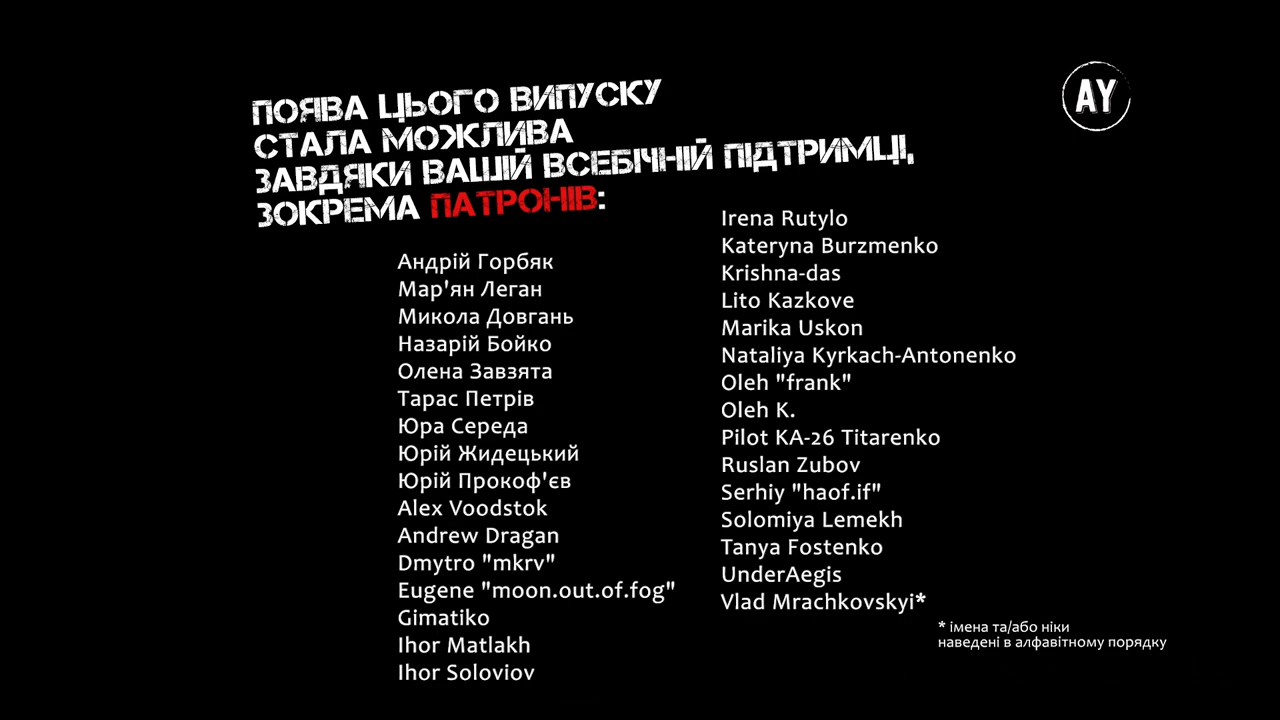 ПОЯВА ЦЬОГО ВИПУСКУ
СТАЛА МОЖЛИВА
ЗАВДЯКИ ВАШІЙ ВСЕБІЧНІЙ ПІДТРИМЦІ,
ЗОКРЕМА ПАТРОНІВ:
АУ
Андрій Горбяк
Мар'ян Леган
Микола Довгань
Назарій Бойко
Олена Завзята
Тарас Петрів
Юра Середа
Юрій Жидецький
Юрій Прокоф'єв
Alex Voodstok
Andrew Dragan
Dmytro "mkrv"
Eugene "moon.out.of.fog"
Gimatiko
Ihor Matlakh
Ihor Soloviov
Irena Rutylo
Kateryna Burzmenko
Krishna-das
Lito Kazkove
Marika Uskon
Nataliya Kyrkach-Antonenko
Oleh "frank"
Oleh K.
Pilot KA-26 Titarenko
Ruslan Zubov
Serhiy "haof.if"
Solomiya Lemekh
Tanya Fostenko
UnderAegis
Vlad Mrachkovskyi*
* імена та/або ніки
наведені в алфавітному порядку